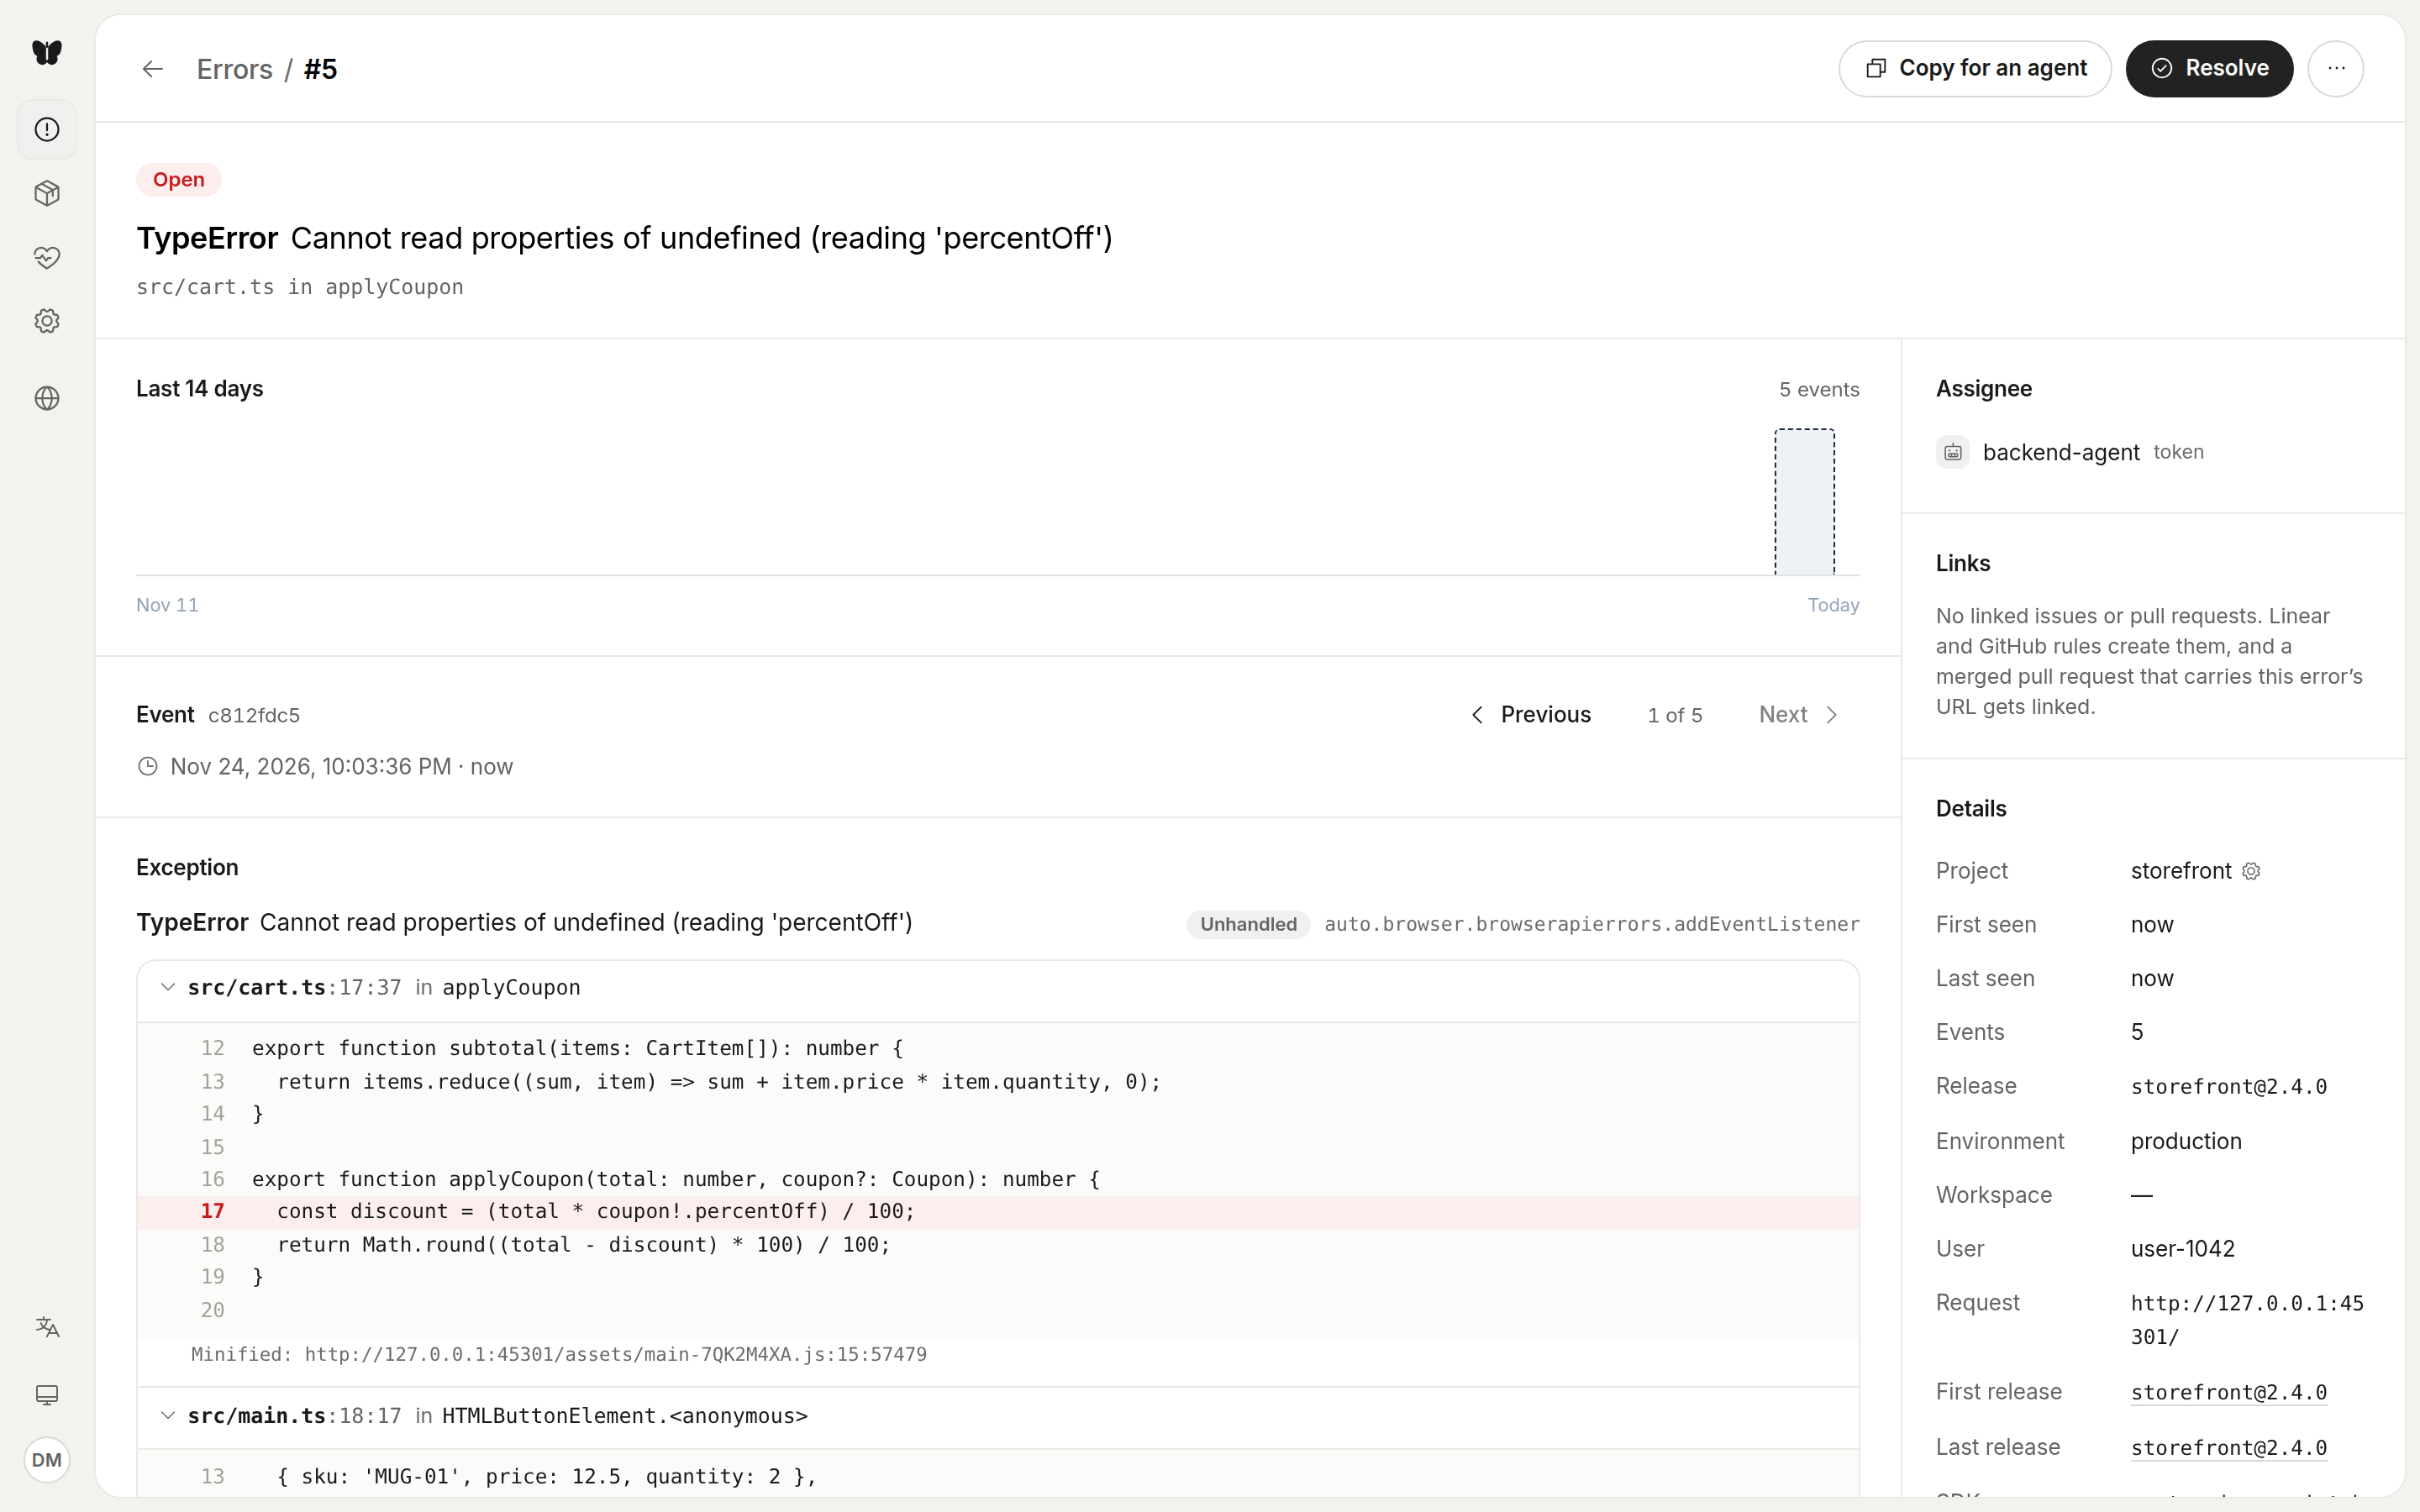 Errors / #5
Copy for an agent
Resolve
Open
TypeError Cannot read properties of undefined (reading 'percentOff')
src/cart.ts in applyCoupon
Last 14 days
5 events
Nov 11
Today
Event c812fdc5
Previous
1 of 5
Next
Nov 24, 2026, 10:03:36 PM · now
Exception
TypeError Cannot read properties of undefined (reading 'percentOff')
Unhandled auto.browser.browserapierrors.addEventListener
src/cart.ts:17:37 in applyCoupon
12 export function subtotal(items: CartItem[]): number {
13 return items.reduce((sum, item) => sum + item.price * item.quantity, 0);
14 }
15
16 export function applyCoupon(total: number, coupon?: Coupon): number {
17 const discount = (total * coupon!.percentOff) / 100;
18 return Math.round((total - discount) * 100) / 100;
19 }
20
Minified: http://127.0.0.1:45301/assets/main-7QK2M4XA.js:15:57479
src/main.ts:18:17 in HTMLButtonElement.<anonymous>
13 { sku: 'MUG-01', price: 12.5, quantity: 2 },
Assignee
backend-agent token
Links
No linked issues or pull requests. Linear
and GitHub rules create them, and a
merged pull request that carries this error’s
URL gets linked.
Details
Project storefront
First seen now
Last seen now
Events 5
Release storefront@2.4.0
Environment production
Workspace —
User user-1042
Request http://127.0.0.1:45
301/
First release storefront@2.4.0
Last release storefront@2.4.0
DM